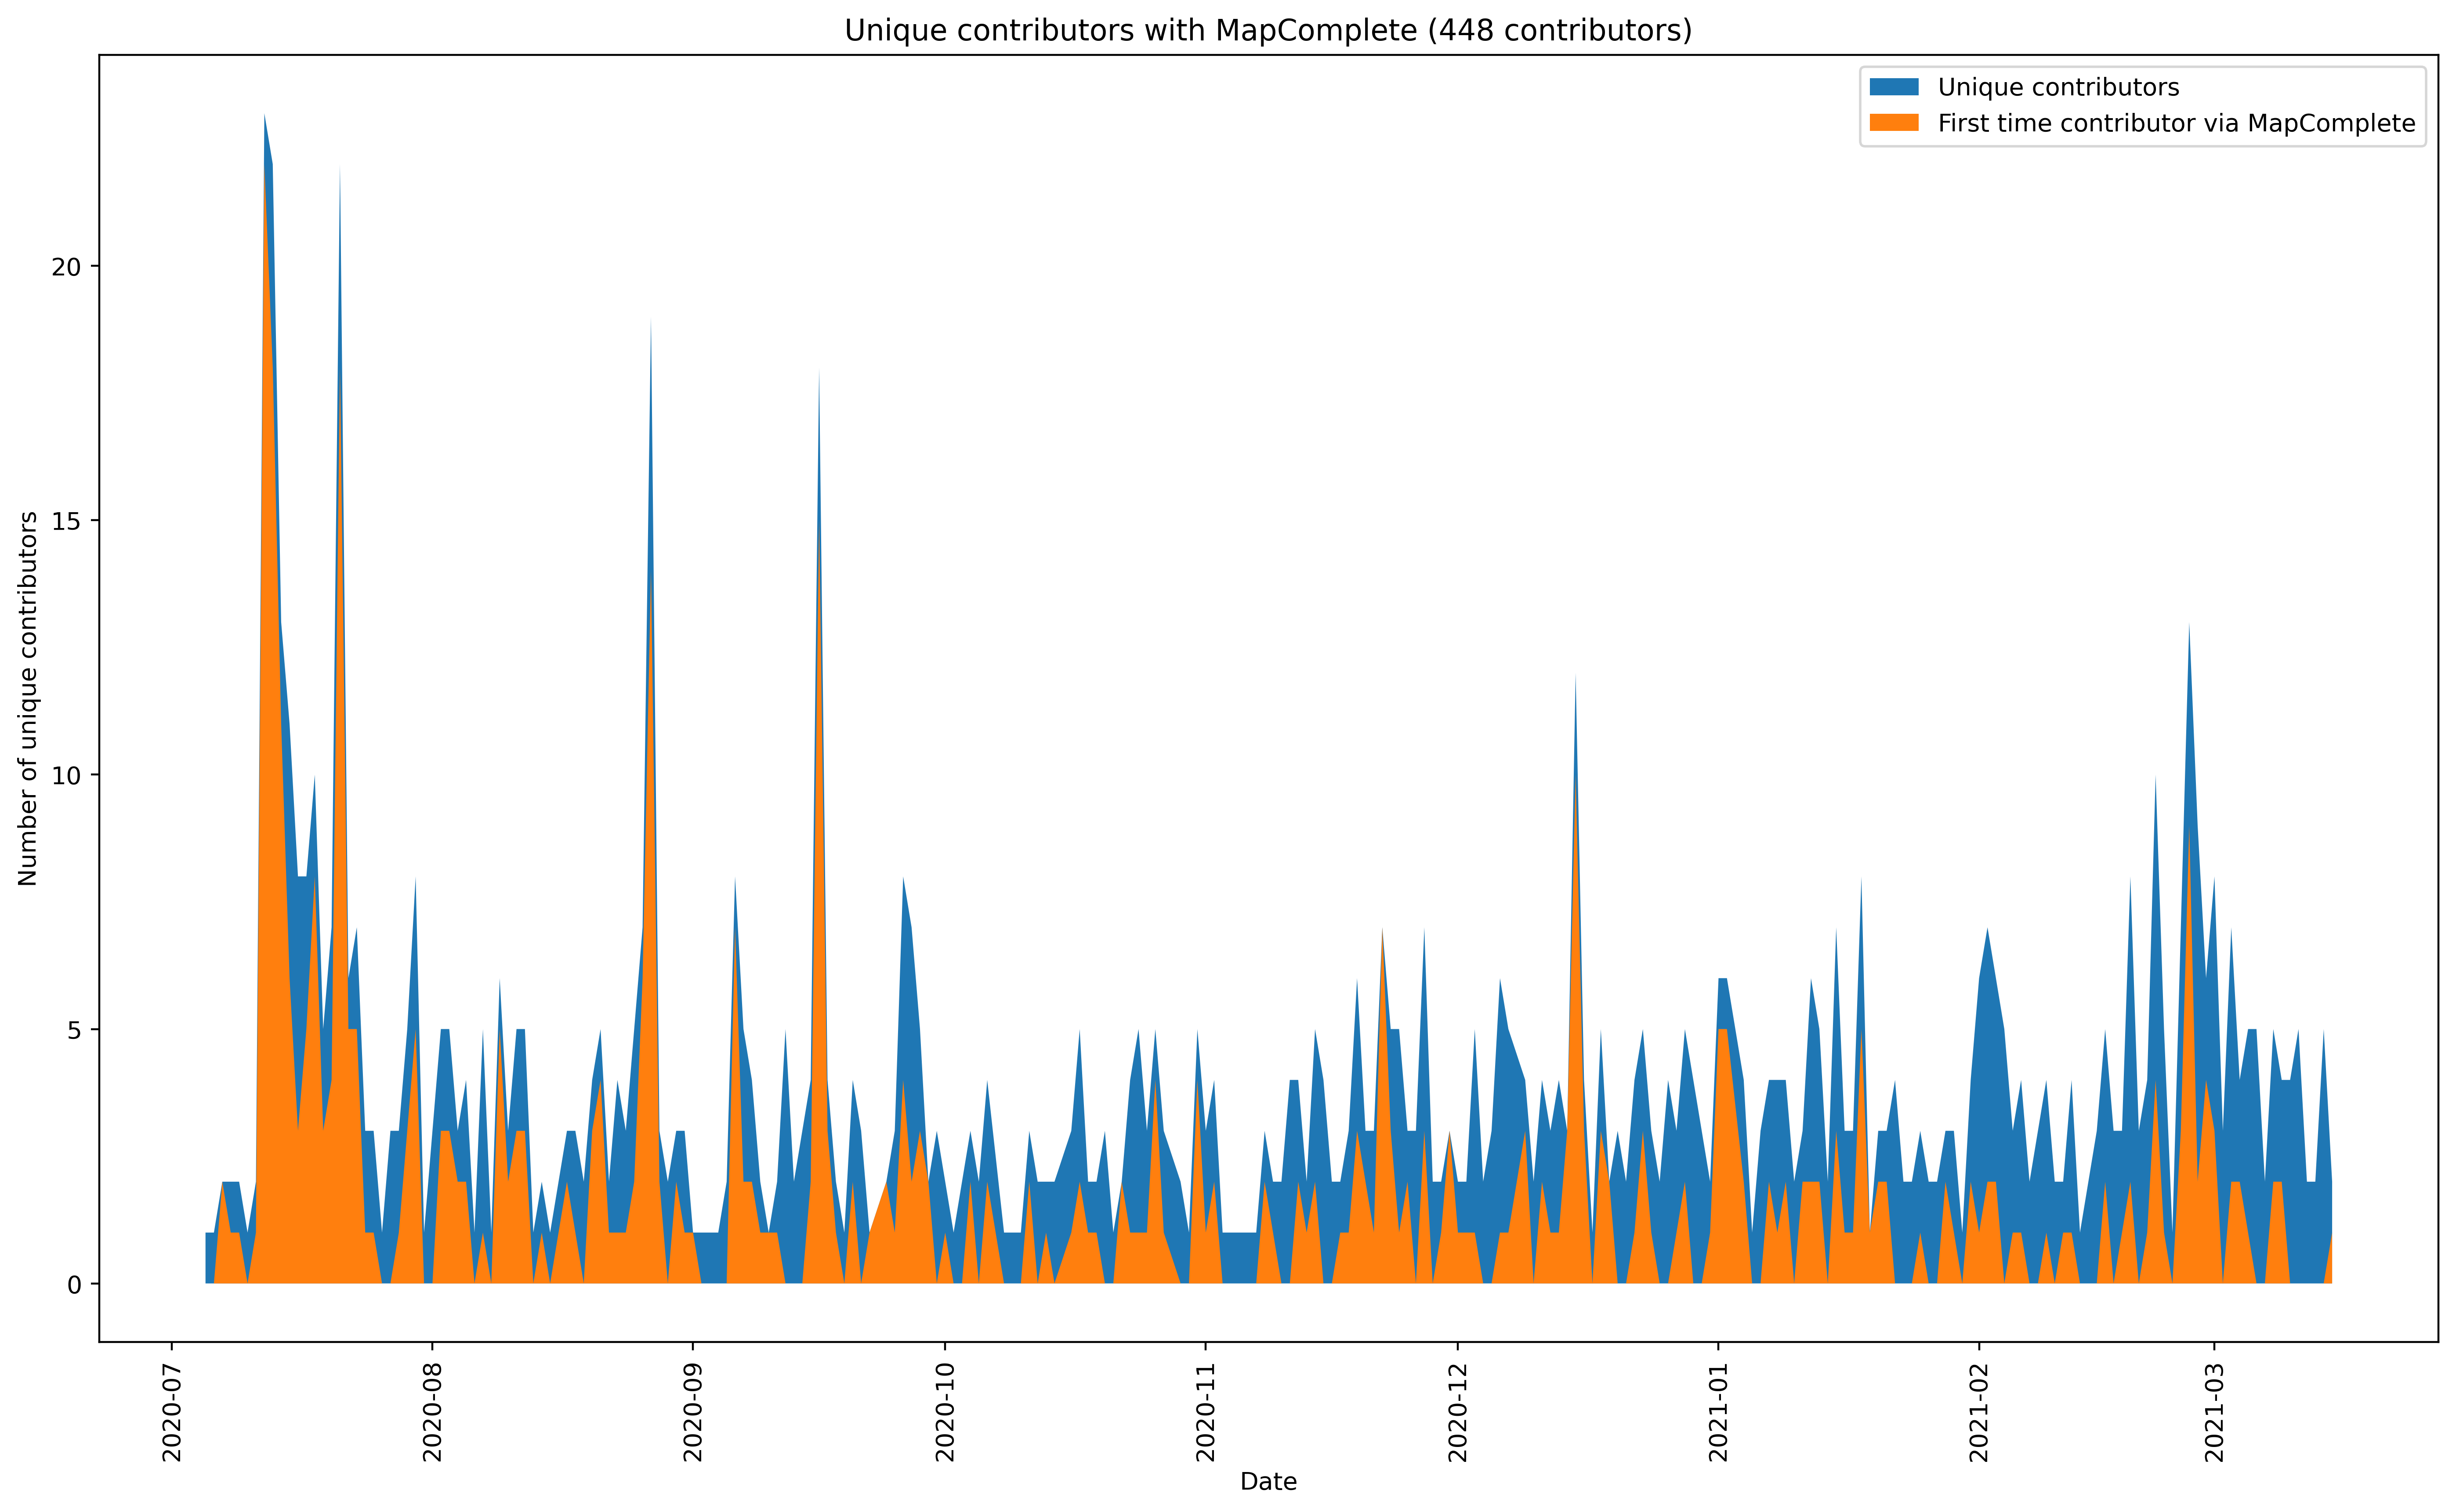 Unique contributors with MapComplete (448 contributors)
Unique contributors
First time contributor via MapComplete
Number of unique contributors
20
15
10
5
0
2020-07
2020-08
2020-09
2020-10
2020-11
2020-12
2021-01
2021-02
2021-03
Date